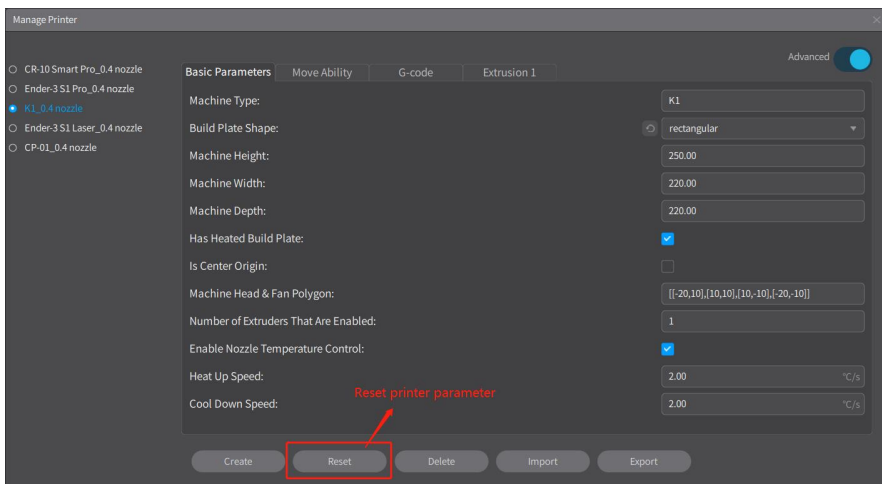 Manage Printer
Advanced
CR-10 Smart Pro_0.4 nozzle
Ender-3 S1 Pro_0.4 nozzle
K1_0.4 nozzle
Ender-3 S1 Laser_0.4 nozzle
CP-01_0.4 nozzle
Basic Parameters Move Ability G-code Extrusion 1
Machine Type: K1
Build Plate Shape: rectangular
Machine Height: 250.00
Machine Width: 220.00
Machine Depth: 220.00
Has Heated Build Plate:
Is Center Origin:
Machine Head & Fan Polygon: [[-20,10],[10,10],[10,-10],[-20,-10]]
Number of Extruders That Are Enabled: 1
Enable Nozzle Temperature Control:
Heat Up Speed: 2.00 °C/s
Reset printer parameter
Cool Down Speed: 2.00 °C/s
Create Reset Delete Import Export